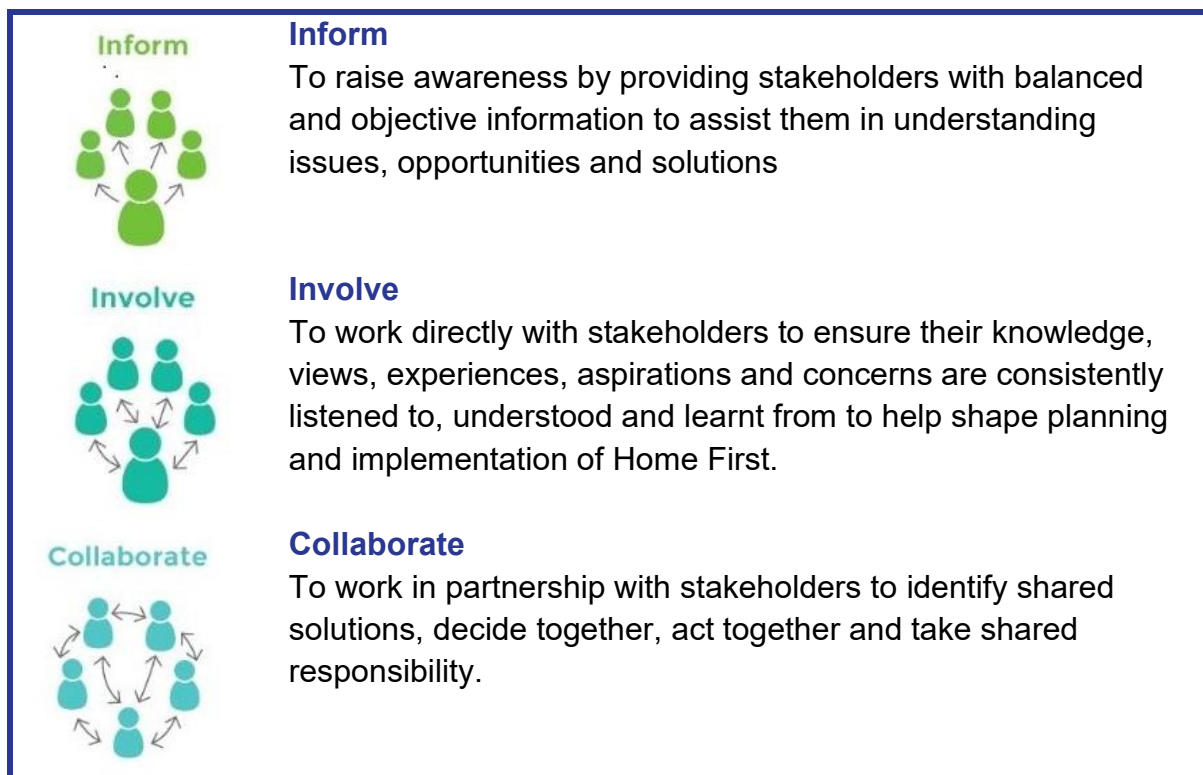 Inform
Inform
To raise awareness by providing stakeholders with balanced
and objective information to assist them in understanding
issues, opportunities and solutions
Involve
Involve
To work directly with stakeholders to ensure their knowledge,
views, experiences, aspirations and concerns are consistently
listened to, understood and learnt from to help shape planning
and implementation of Home First.
Collaborate
Collaborate
To work in partnership with stakeholders to identify shared
solutions, decide together, act together and take shared
responsibility.